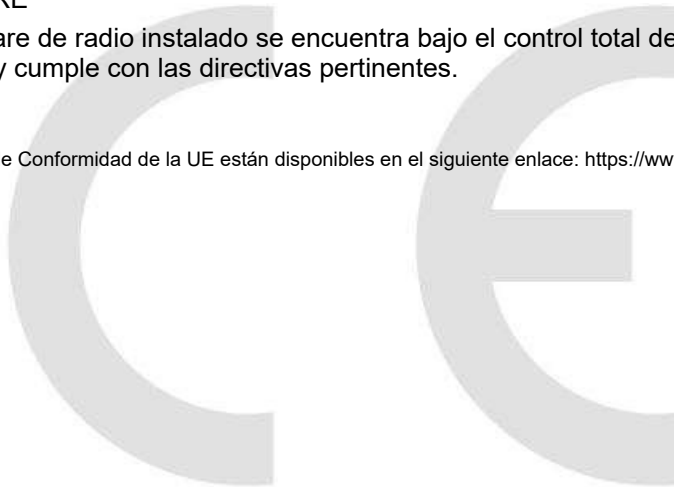 are de radio instalado se encuentra bajo el control total de
y cumple con las directivas pertinentes.
e Conformidad de la UE están disponibles en el siguiente enlace: https://ww